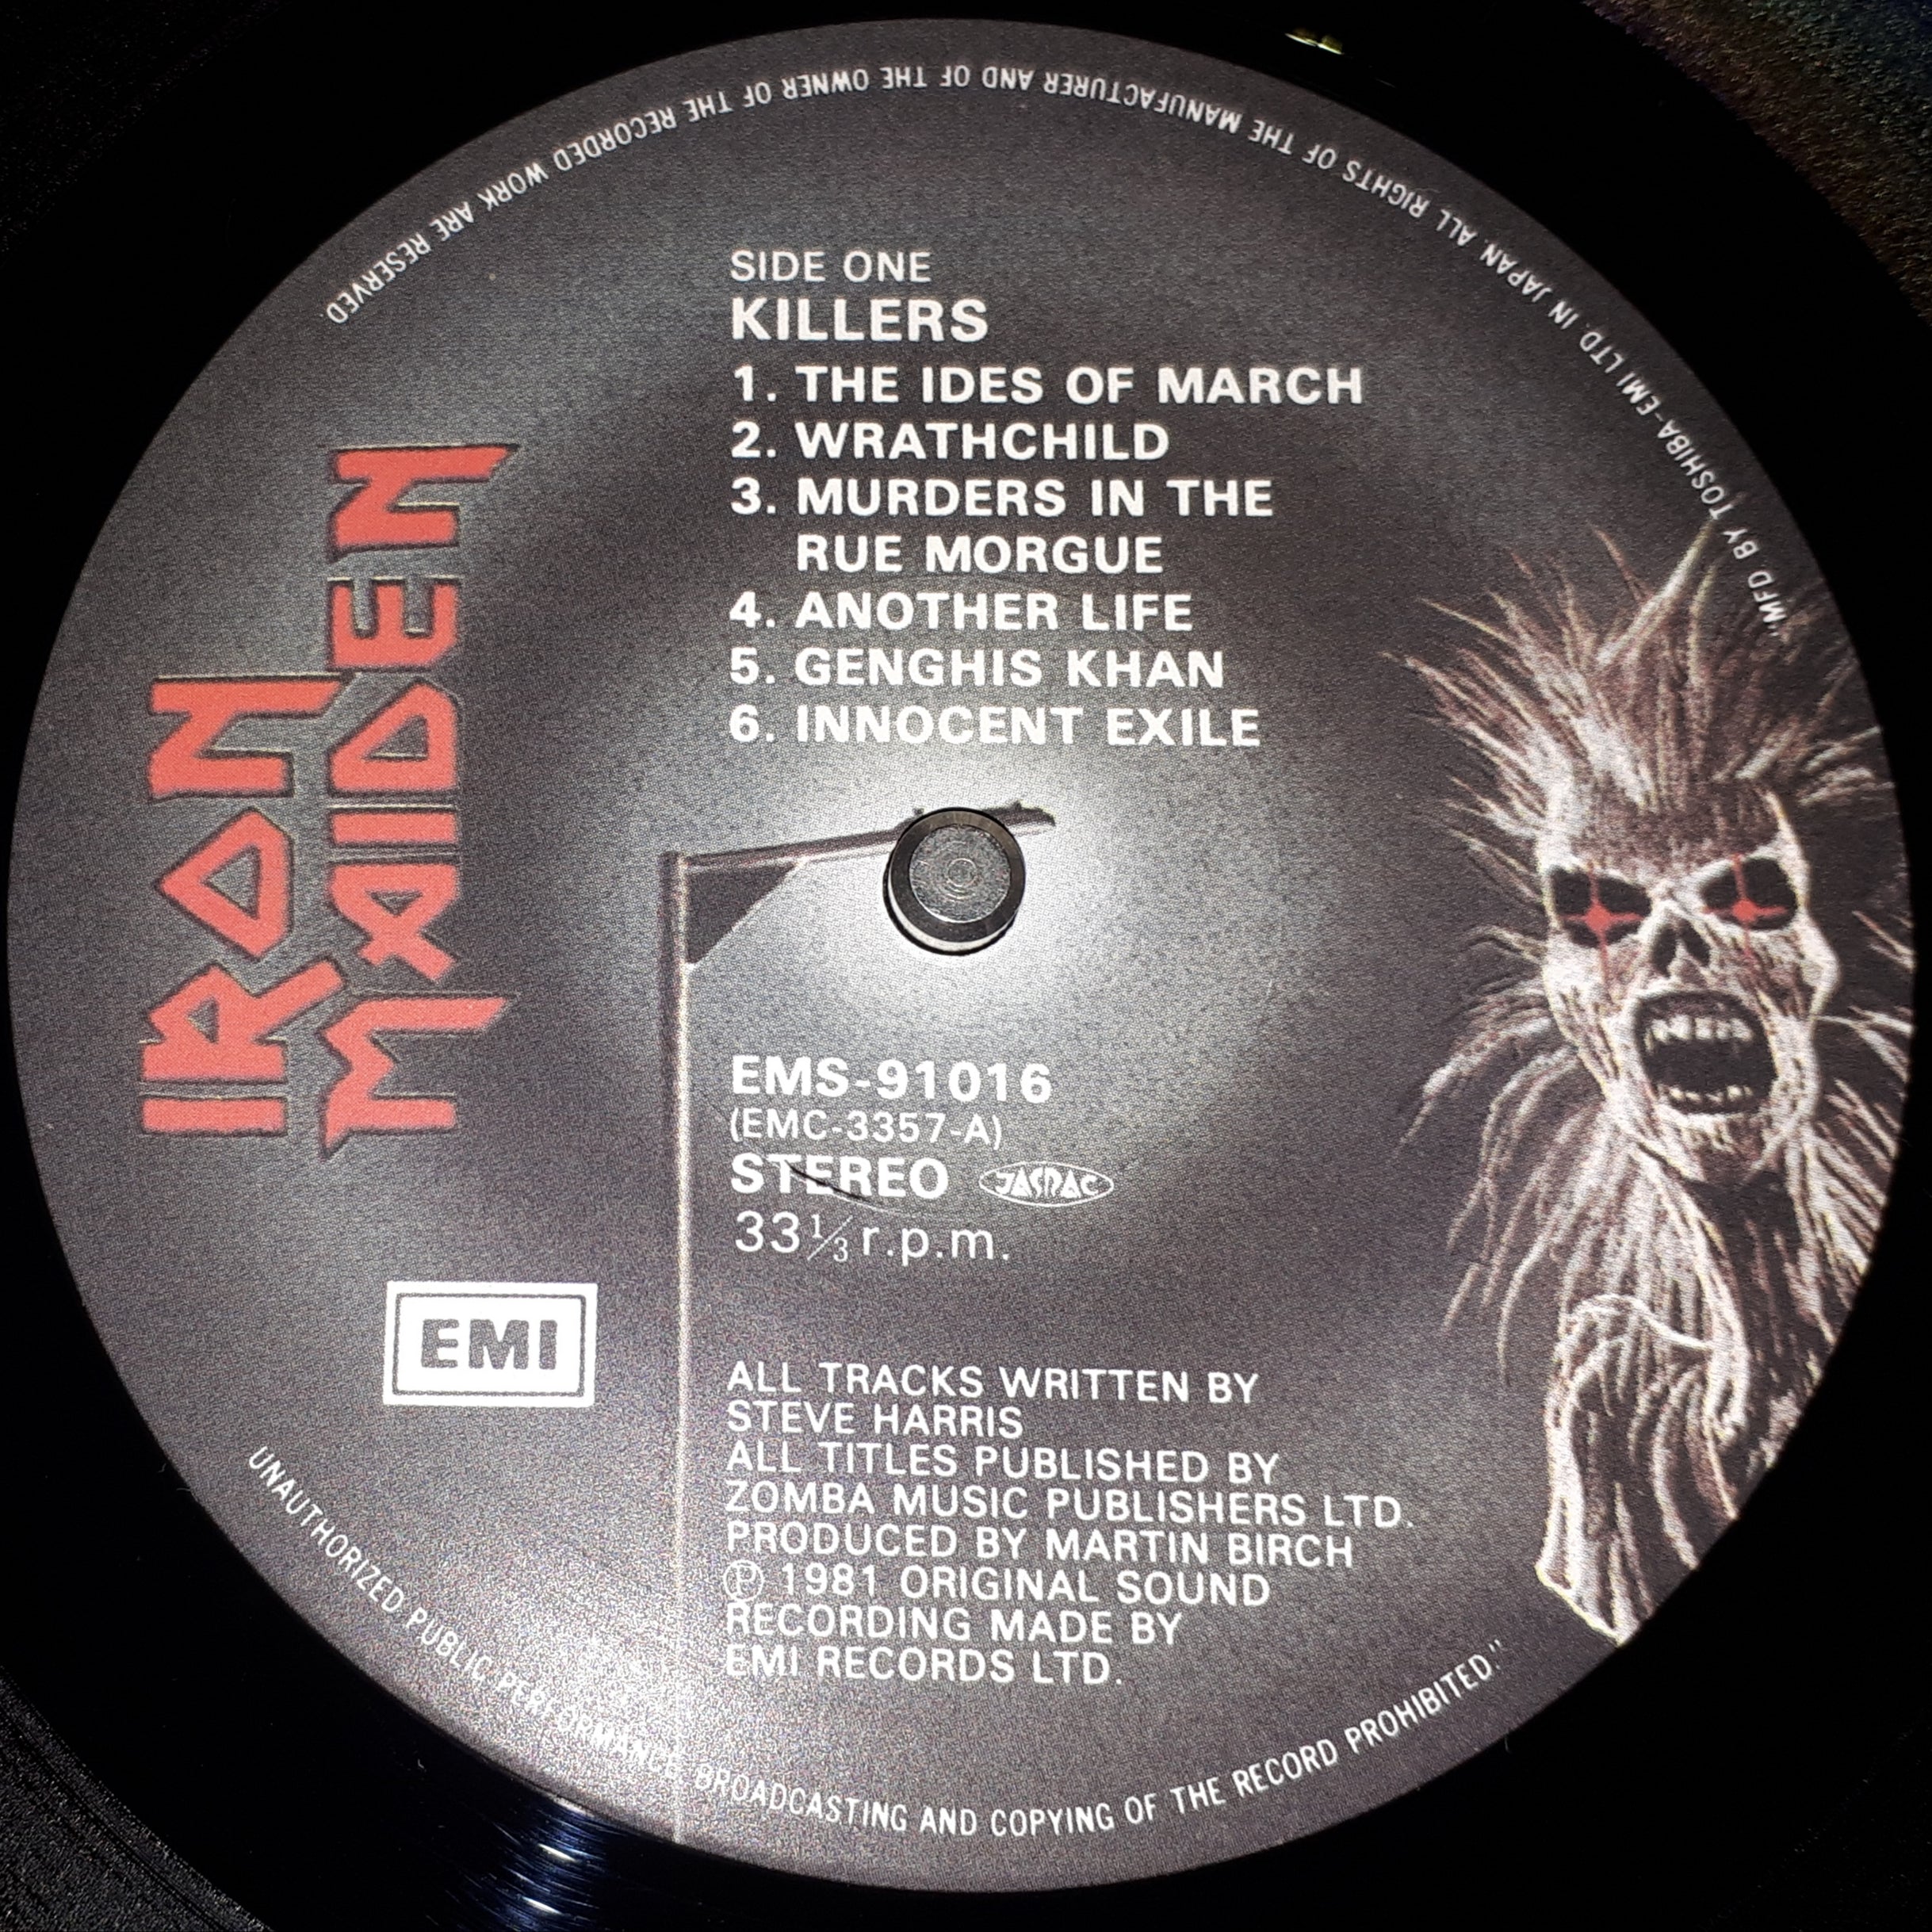 "MFD BY TOSHIBA-EMI LTD. IN JAPAN. ALL RIGHTS OF THE MANUFACTURER AND OF THE OWNER OF THE RECORDED WORK ARE RESERVED.
SIDE ONE
KILLERS
1. THE IDES OF MARCH
2. WRATHCHILD
3. MURDERS IN THE
RUE MORGUE
4. ANOTHER LIFE
5. GENGHIS KHAN
6. INNOCENT EXILE
IRON
MAIDEN
EMS-91016
(EMC-3357-A)
STEREO JASRAC
33 1/3 r.p.m.
EMI
ALL TRACKS WRITTEN BY
STEVE HARRIS
ALL TITLES PUBLISHED BY
ZOMBA MUSIC PUBLISHERS LTD.
PRODUCED BY MARTIN BIRCH
Ⓟ 1981 ORIGINAL SOUND
RECORDING MADE BY
EMI RECORDS LTD.
UNAUTHORIZED PUBLIC PERFORMANCE BROADCASTING AND COPYING OF THE RECORD PROHIBITED."